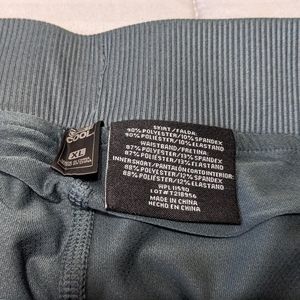 COOL
XL
SKIRT/FALDA:
90% POLYESTER/10% SPANDEX
90% POLIÉSTER/10% ELASTANO
WAISTBAND/PRETINA:
87% POLYESTER/13% SPANDEX
87% POLIÉSTER/13% ELASTANO
INNERSHORT/PANTALÓN CORTO INTERIOR:
88% POLYESTER/12% SPANDEX
88% POLIÉSTER/12% ELASTANO
MADE IN CHINA
HECHO EN CHINA